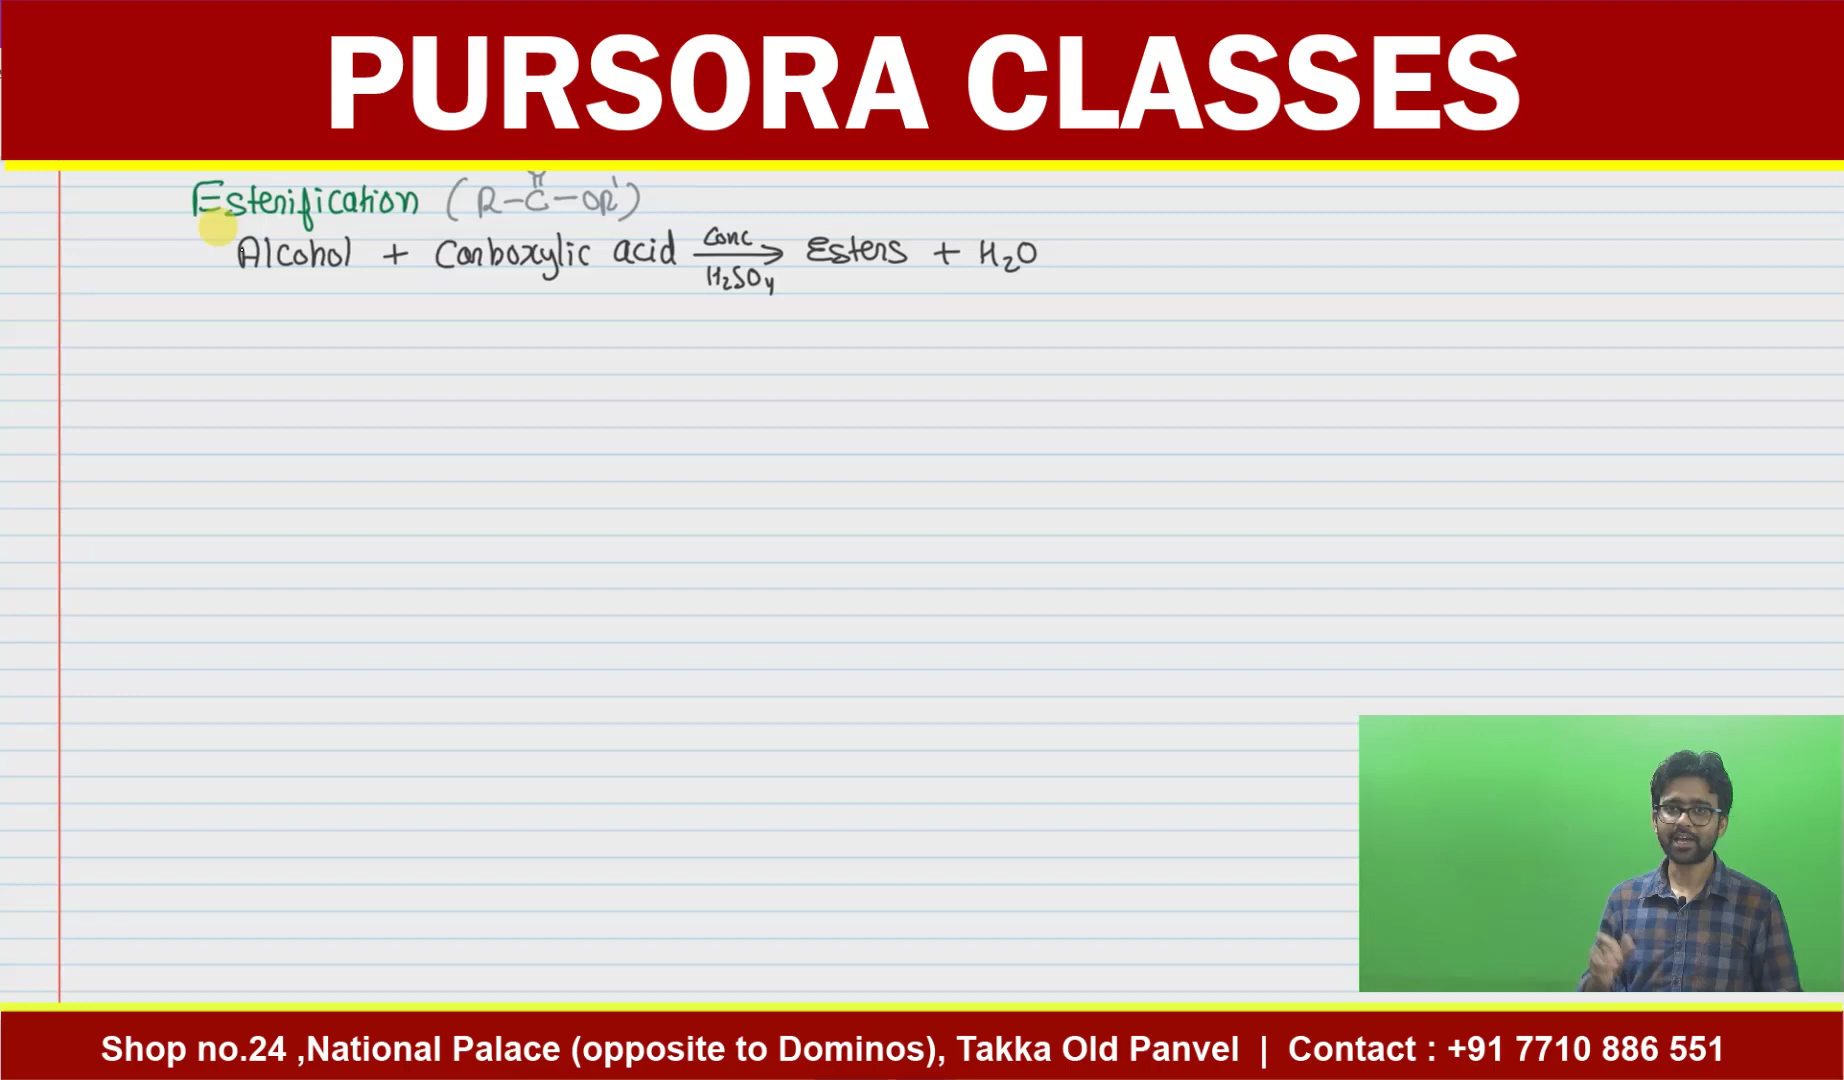 PURSORA CLASSES
Esterification (R-C-OR')
Alcohol + Carboxylic acid Conc H₂SO₄ → Esters + H₂O
Shop no.24 ,National Palace (opposite to Dominos), Takka Old Panvel | Contact : +91 7710 886 551